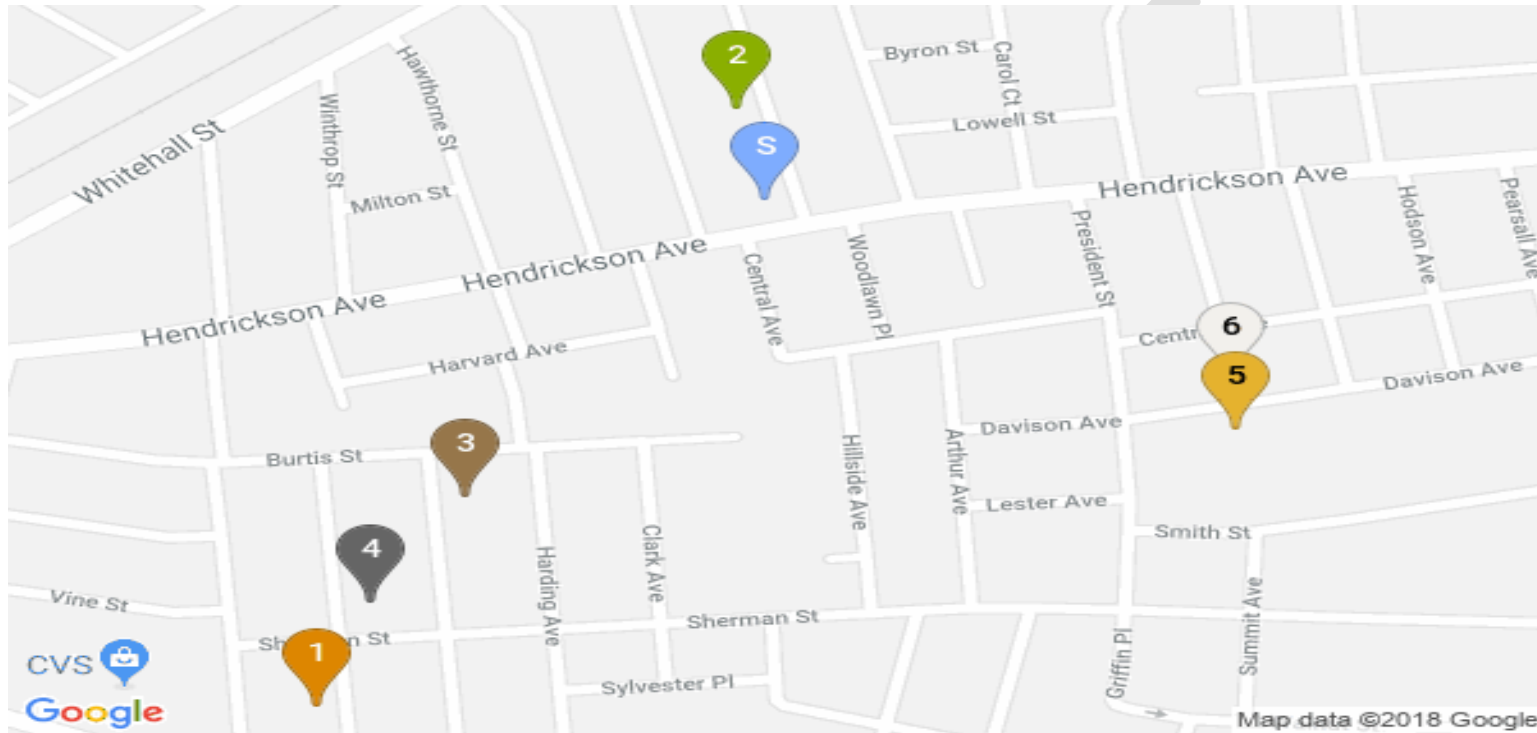 2
Byron St
Carol Ct
Hawthorne St
Winthrop St
Whitehall St
Lowell St
S
Milton St
Hendrickson Ave
Hodson Ave
Pearsall Ave
President St
Hendrickson Ave
Woodlawn Pl
Central Ave
Hendrickson Ave
6
Harvard Ave
5
Davison Ave
Davison Ave
3
Burtis St
Hillside Ave
Arthur Ave
Lester Ave
Smith St
4
Clark Ave
Harding Ave
Vine St
Summit Ave
Sherman St
1
Griffin Pl
CVS
Sylvester Pl
Google
Map data ©2018 Google